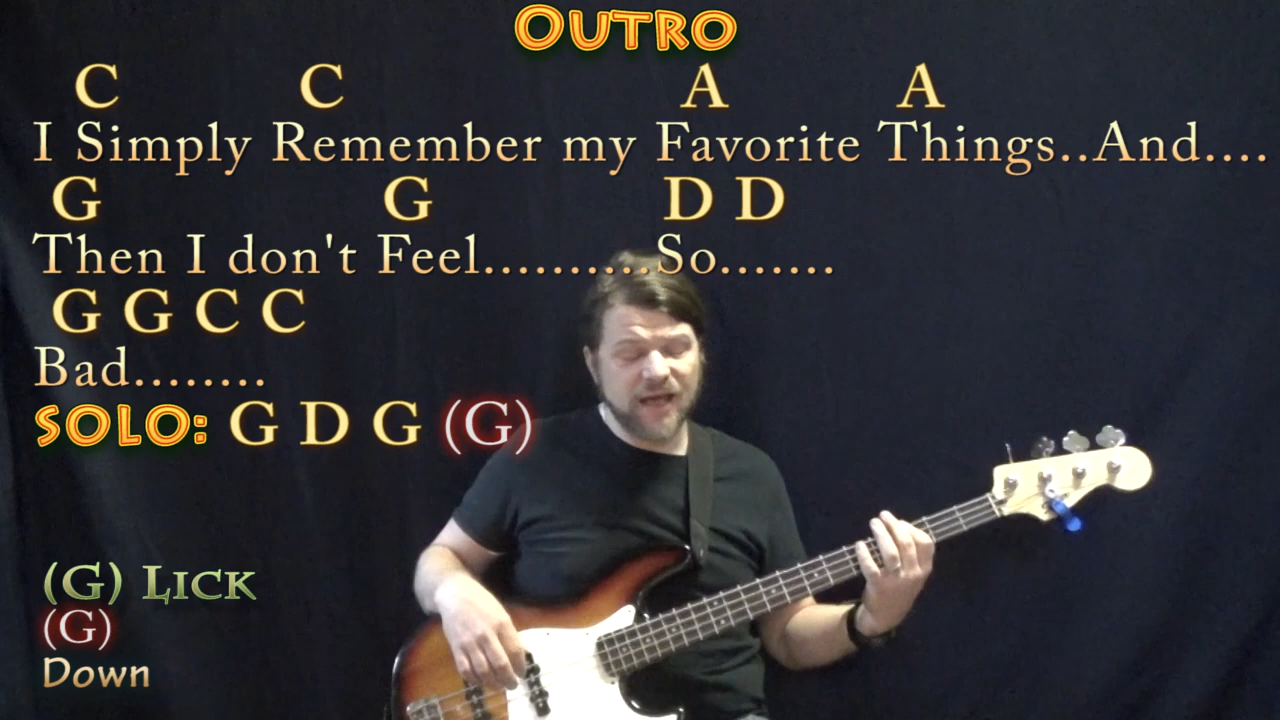 Outro
C C A A
I Simply Remember my Favorite Things..And....
G G D D
Then I don't Feel..........So.......
G G C C
Bad........
SOLO: G D G (G)
(G) Lick
(G)
Down